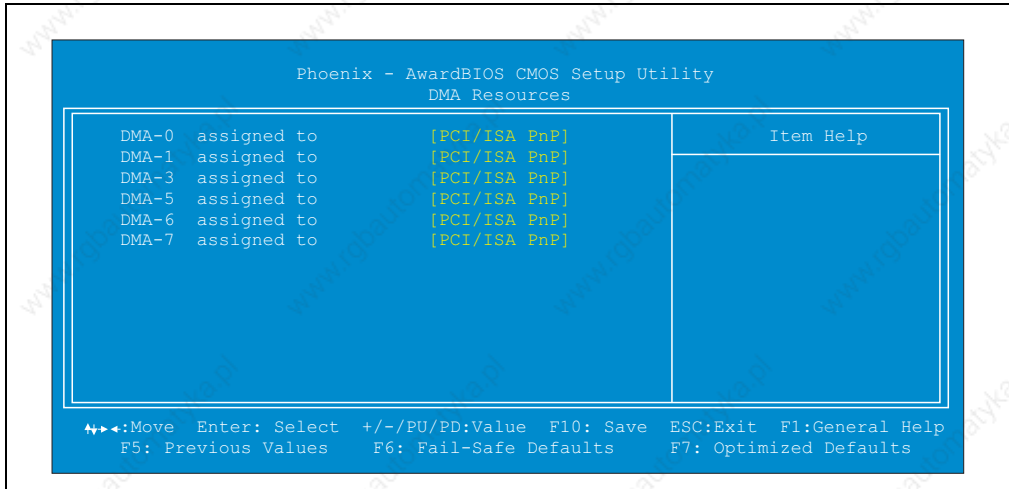 Phoenix - AwardBIOS CMOS Setup Utility
DMA Resources
DMA-0 assigned to [PCI/ISA PnP]
DMA-1 assigned to [PCI/ISA PnP]
DMA-3 assigned to [PCI/ISA PnP]
DMA-5 assigned to [PCI/ISA PnP]
DMA-6 assigned to [PCI/ISA PnP]
DMA-7 assigned to [PCI/ISA PnP]
Item Help
:Move Enter: Select +/-/PU/PD:Value F10: Save ESC:Exit F1:General Help
F5: Previous Values F6: Fail-Safe Defaults F7: Optimized Defaults
www.rgbautomatyka.pl